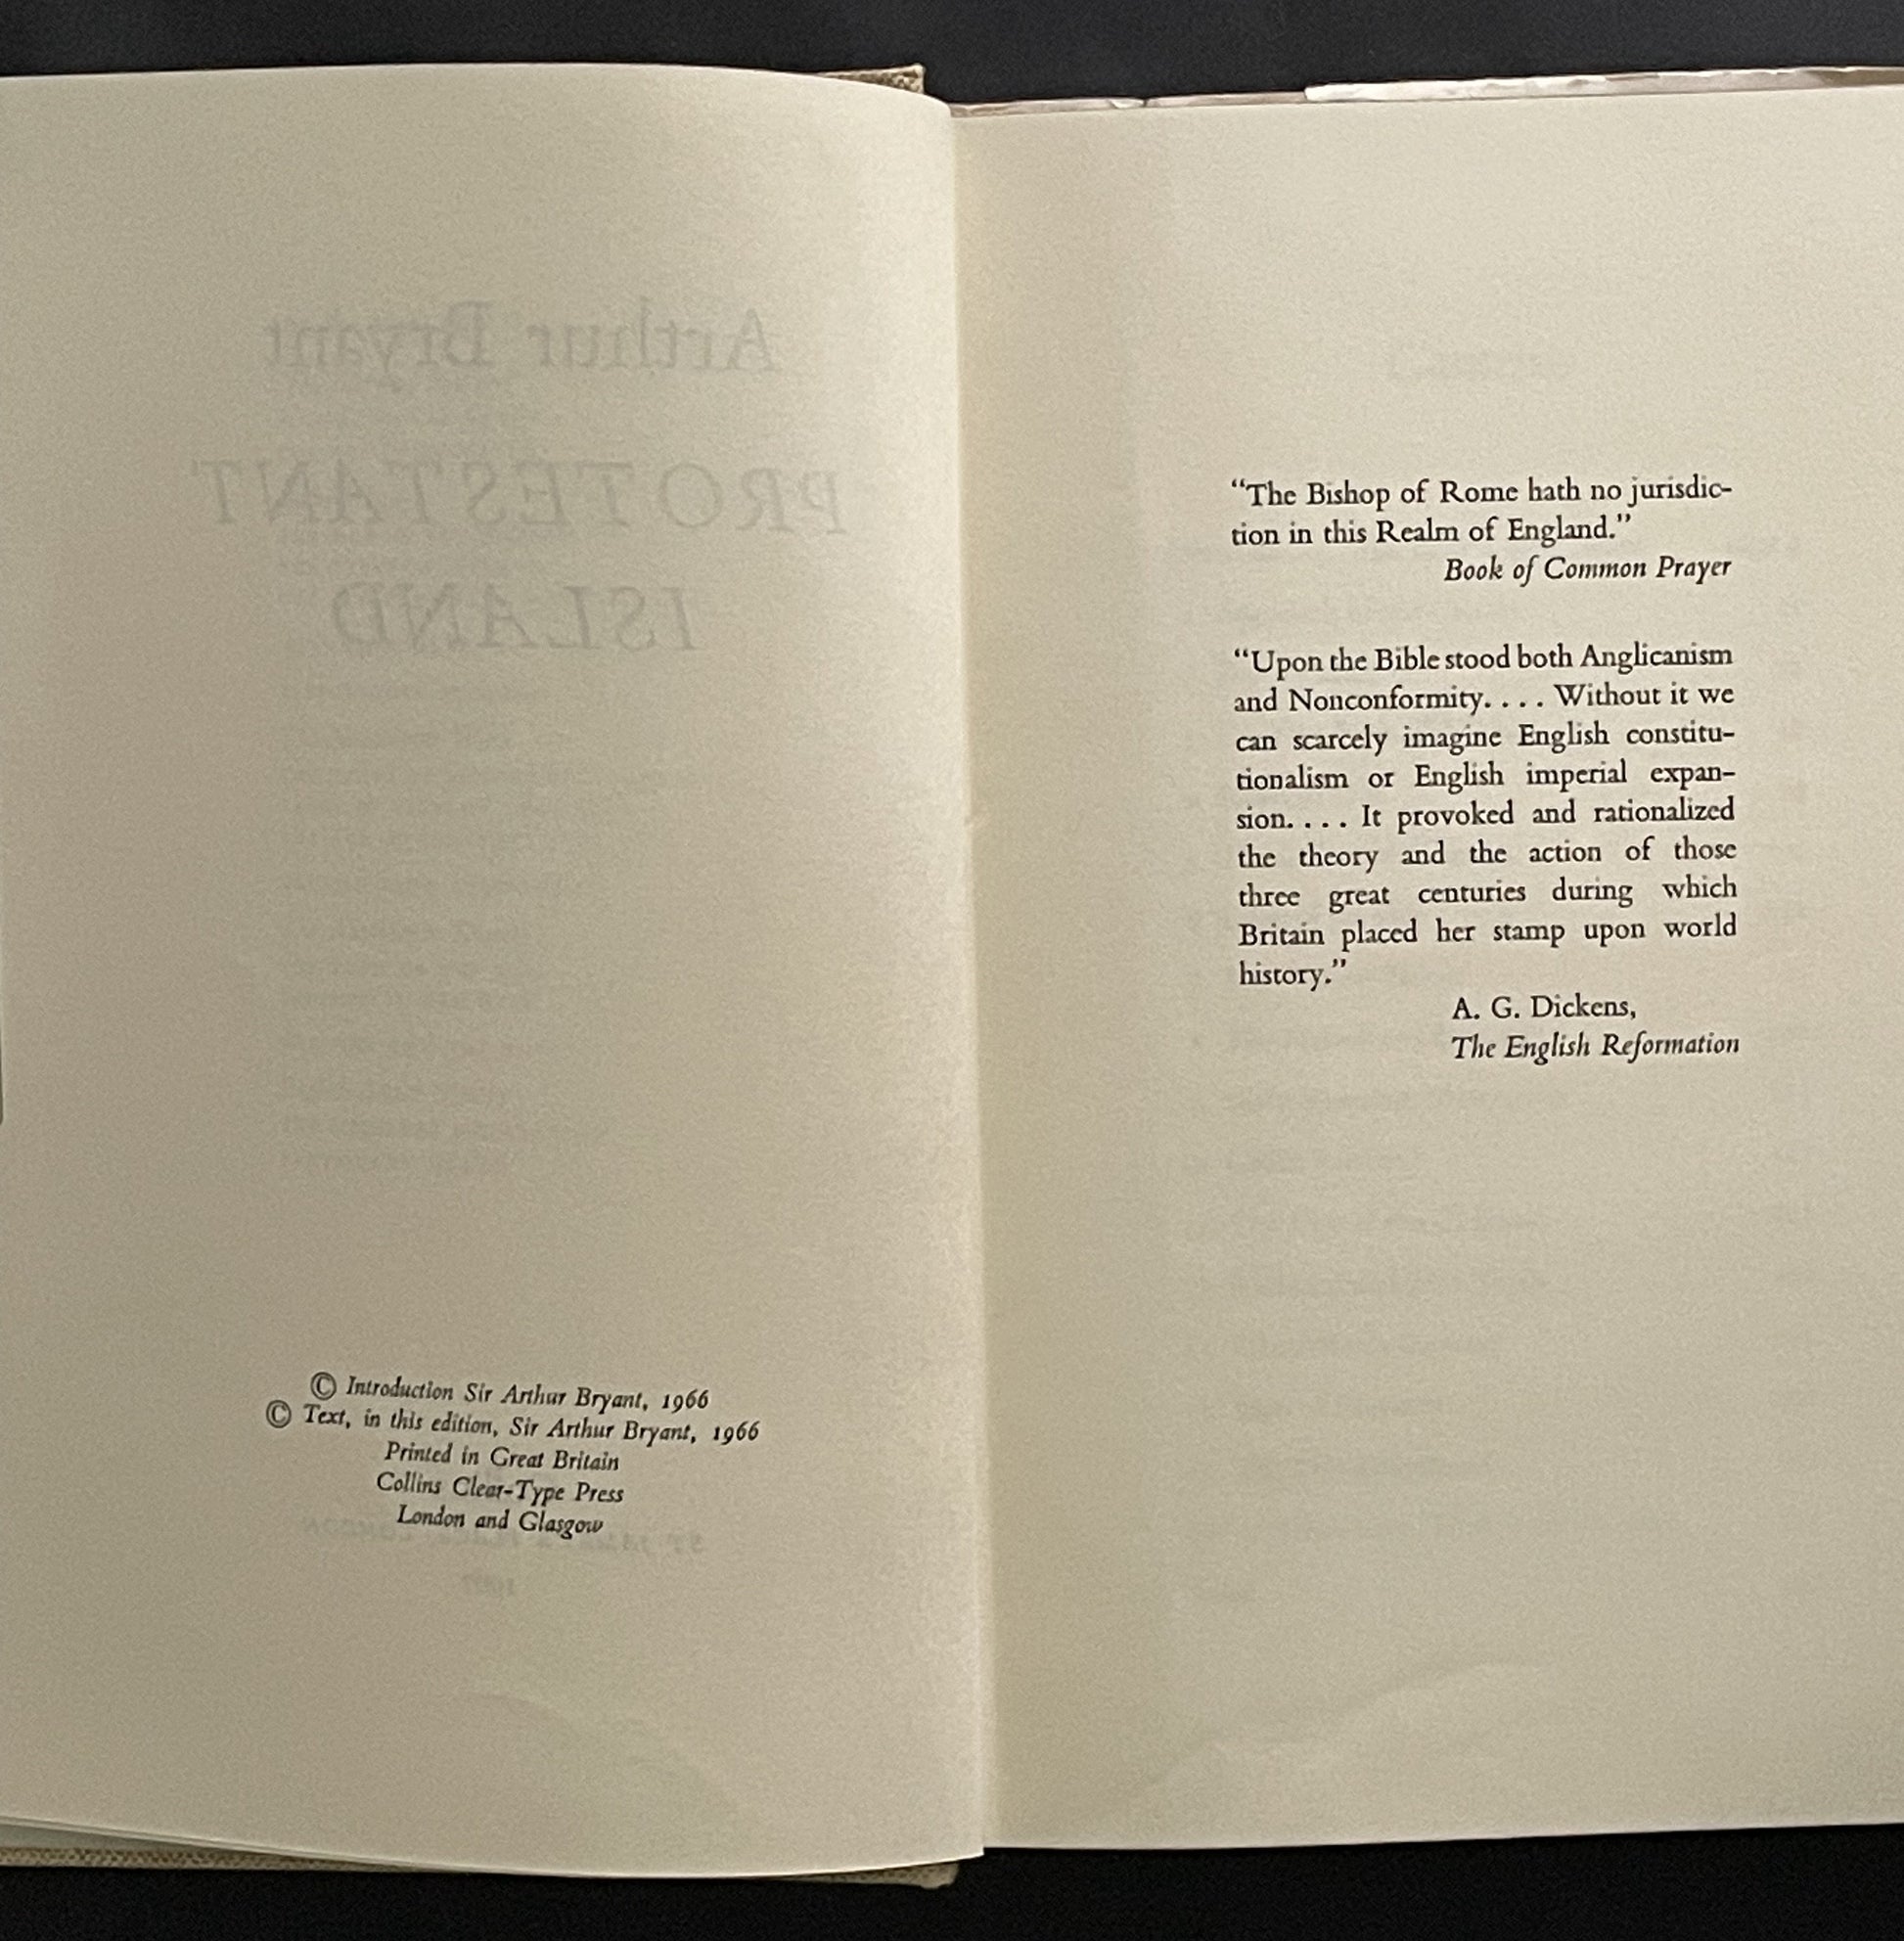 Arthur Bryant
PROTESTANT
ISLAND
© Introduction Sir Arthur Bryant, 1966
© Text, in this edition, Sir Arthur Bryant, 1966
Printed in Great Britain
Collins Clear-Type Press
London and Glasgow
“The Bishop of Rome hath no jurisdic-
tion in this Realm of England.”
Book of Common Prayer
“Upon the Bible stood both Anglicanism
and Nonconformity. . . . Without it we
can scarcely imagine English constitu-
tionalism or English imperial expan-
sion. . . . It provoked and rationalized
the theory and the action of those
three great centuries during which
Britain placed her stamp upon world
history.”
A. G. Dickens,
The English Reformation